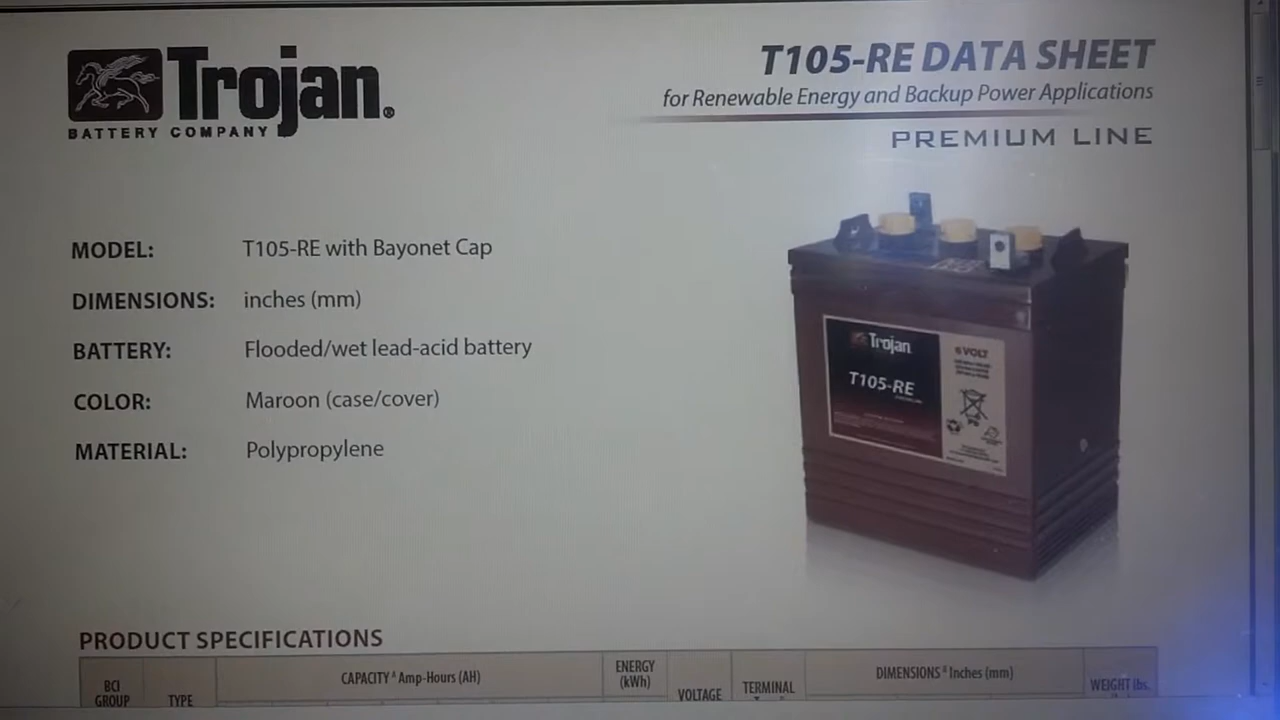 Trojan®
BATTERY COMPANY
T105-RE DATA SHEET
for Renewable Energy and Backup Power Applications
PREMIUM LINE
MODEL: T105-RE with Bayonet Cap
DIMENSIONS: inches (mm)
BATTERY: Flooded/wet lead-acid battery
COLOR: Maroon (case/cover)
MATERIAL: Polypropylene
Trojan
T105-RE
6 VOLT
Pb
PRODUCT SPECIFICATIONS
BCI GROUP
TYPE
CAPACITY ᴬ Amp-Hours (AH)
ENERGY (kWh)
VOLTAGE
TERMINAL
DIMENSIONS ᴮ Inches (mm)
WEIGHT lbs.